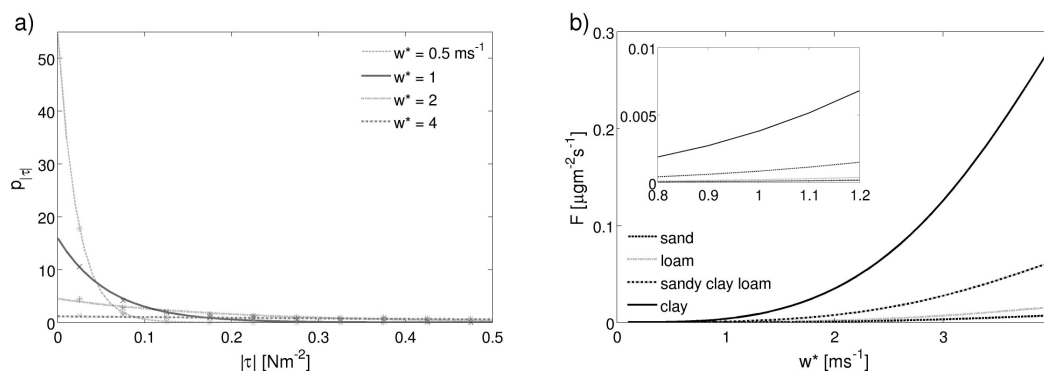 a)
50
40
30
20
10
0
p|τ|
0
0.1
0.2
0.3
0.4
0.5
|τ| [Nm-2]
w* = 0.5 ms-1
w* = 1
w* = 2
w* = 4
b)
0.3
0.2
0.1
0
F [μgm-2s-1]
0.01
0.005
0
0.8
0.9
1
1.1
1.2
sand
loam
sandy clay loam
clay
0
1
2
3
w* [ms-1]